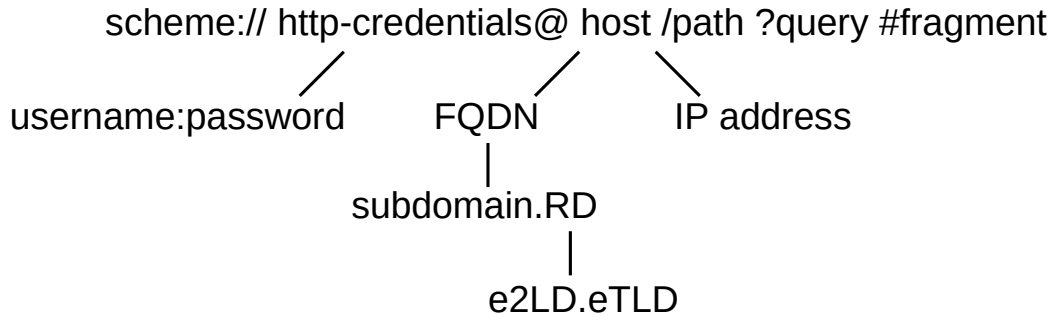 scheme:// http-credentials@ host /path ?query #fragment
username:password FQDN IP address
subdomain.RD
e2LD.eTLD